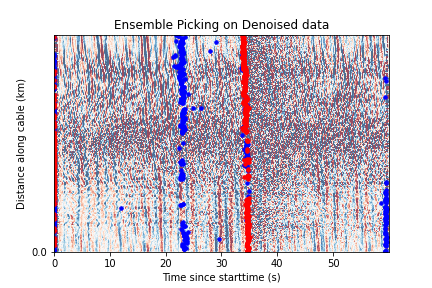 Ensemble Picking on Denoised data
Distance along cable (km)
0.0
0 10 20 30 40 50
Time since starttime (s)